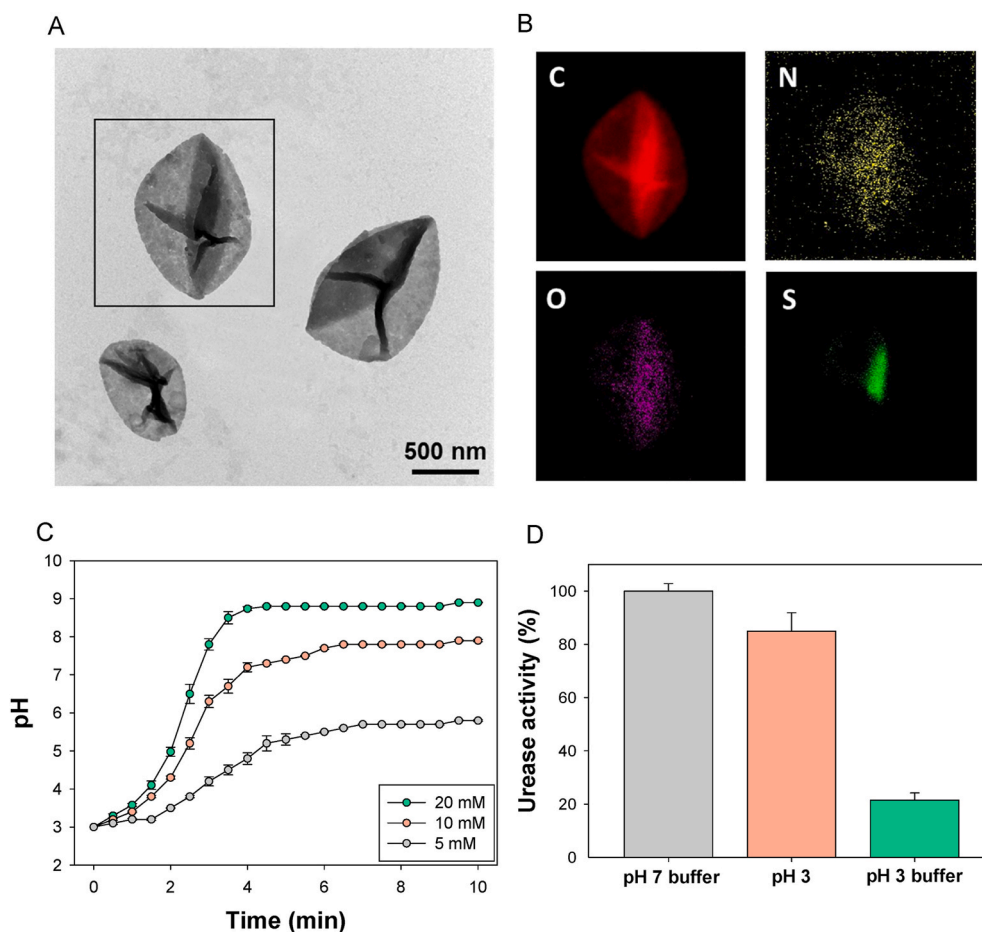 A
500 nm
B
C
N
O
S
C
pH
10
9
8
7
6
5
4
3
2
20 mM
10 mM
5 mM
0 2 4 6 8 10
Time (min)
D
Urease activity (%)
100
80
60
40
20
0
pH 7 buffer pH 3 pH 3 buffer